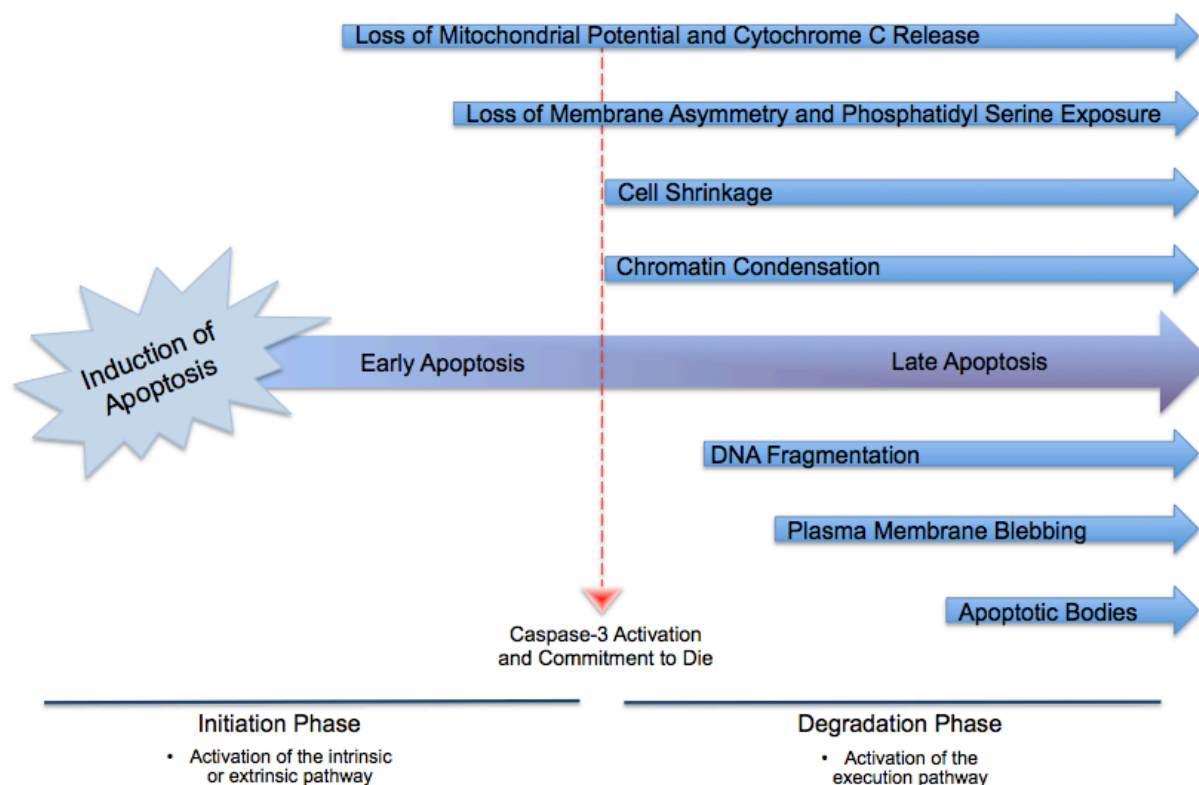 Loss of Mitochondrial Potential and Cytochrome C Release
Loss of Membrane Asymmetry and Phosphatidyl Serine Exposure
Cell Shrinkage
Chromatin Condensation
Induction of
Apoptosis
Early Apoptosis
Late Apoptosis
DNA Fragmentation
Plasma Membrane Blebbing
Apoptotic Bodies
Caspase-3 Activation
and Commitment to Die
Initiation Phase
• Activation of the intrinsic
or extrinsic pathway
Degradation Phase
• Activation of the
execution pathway